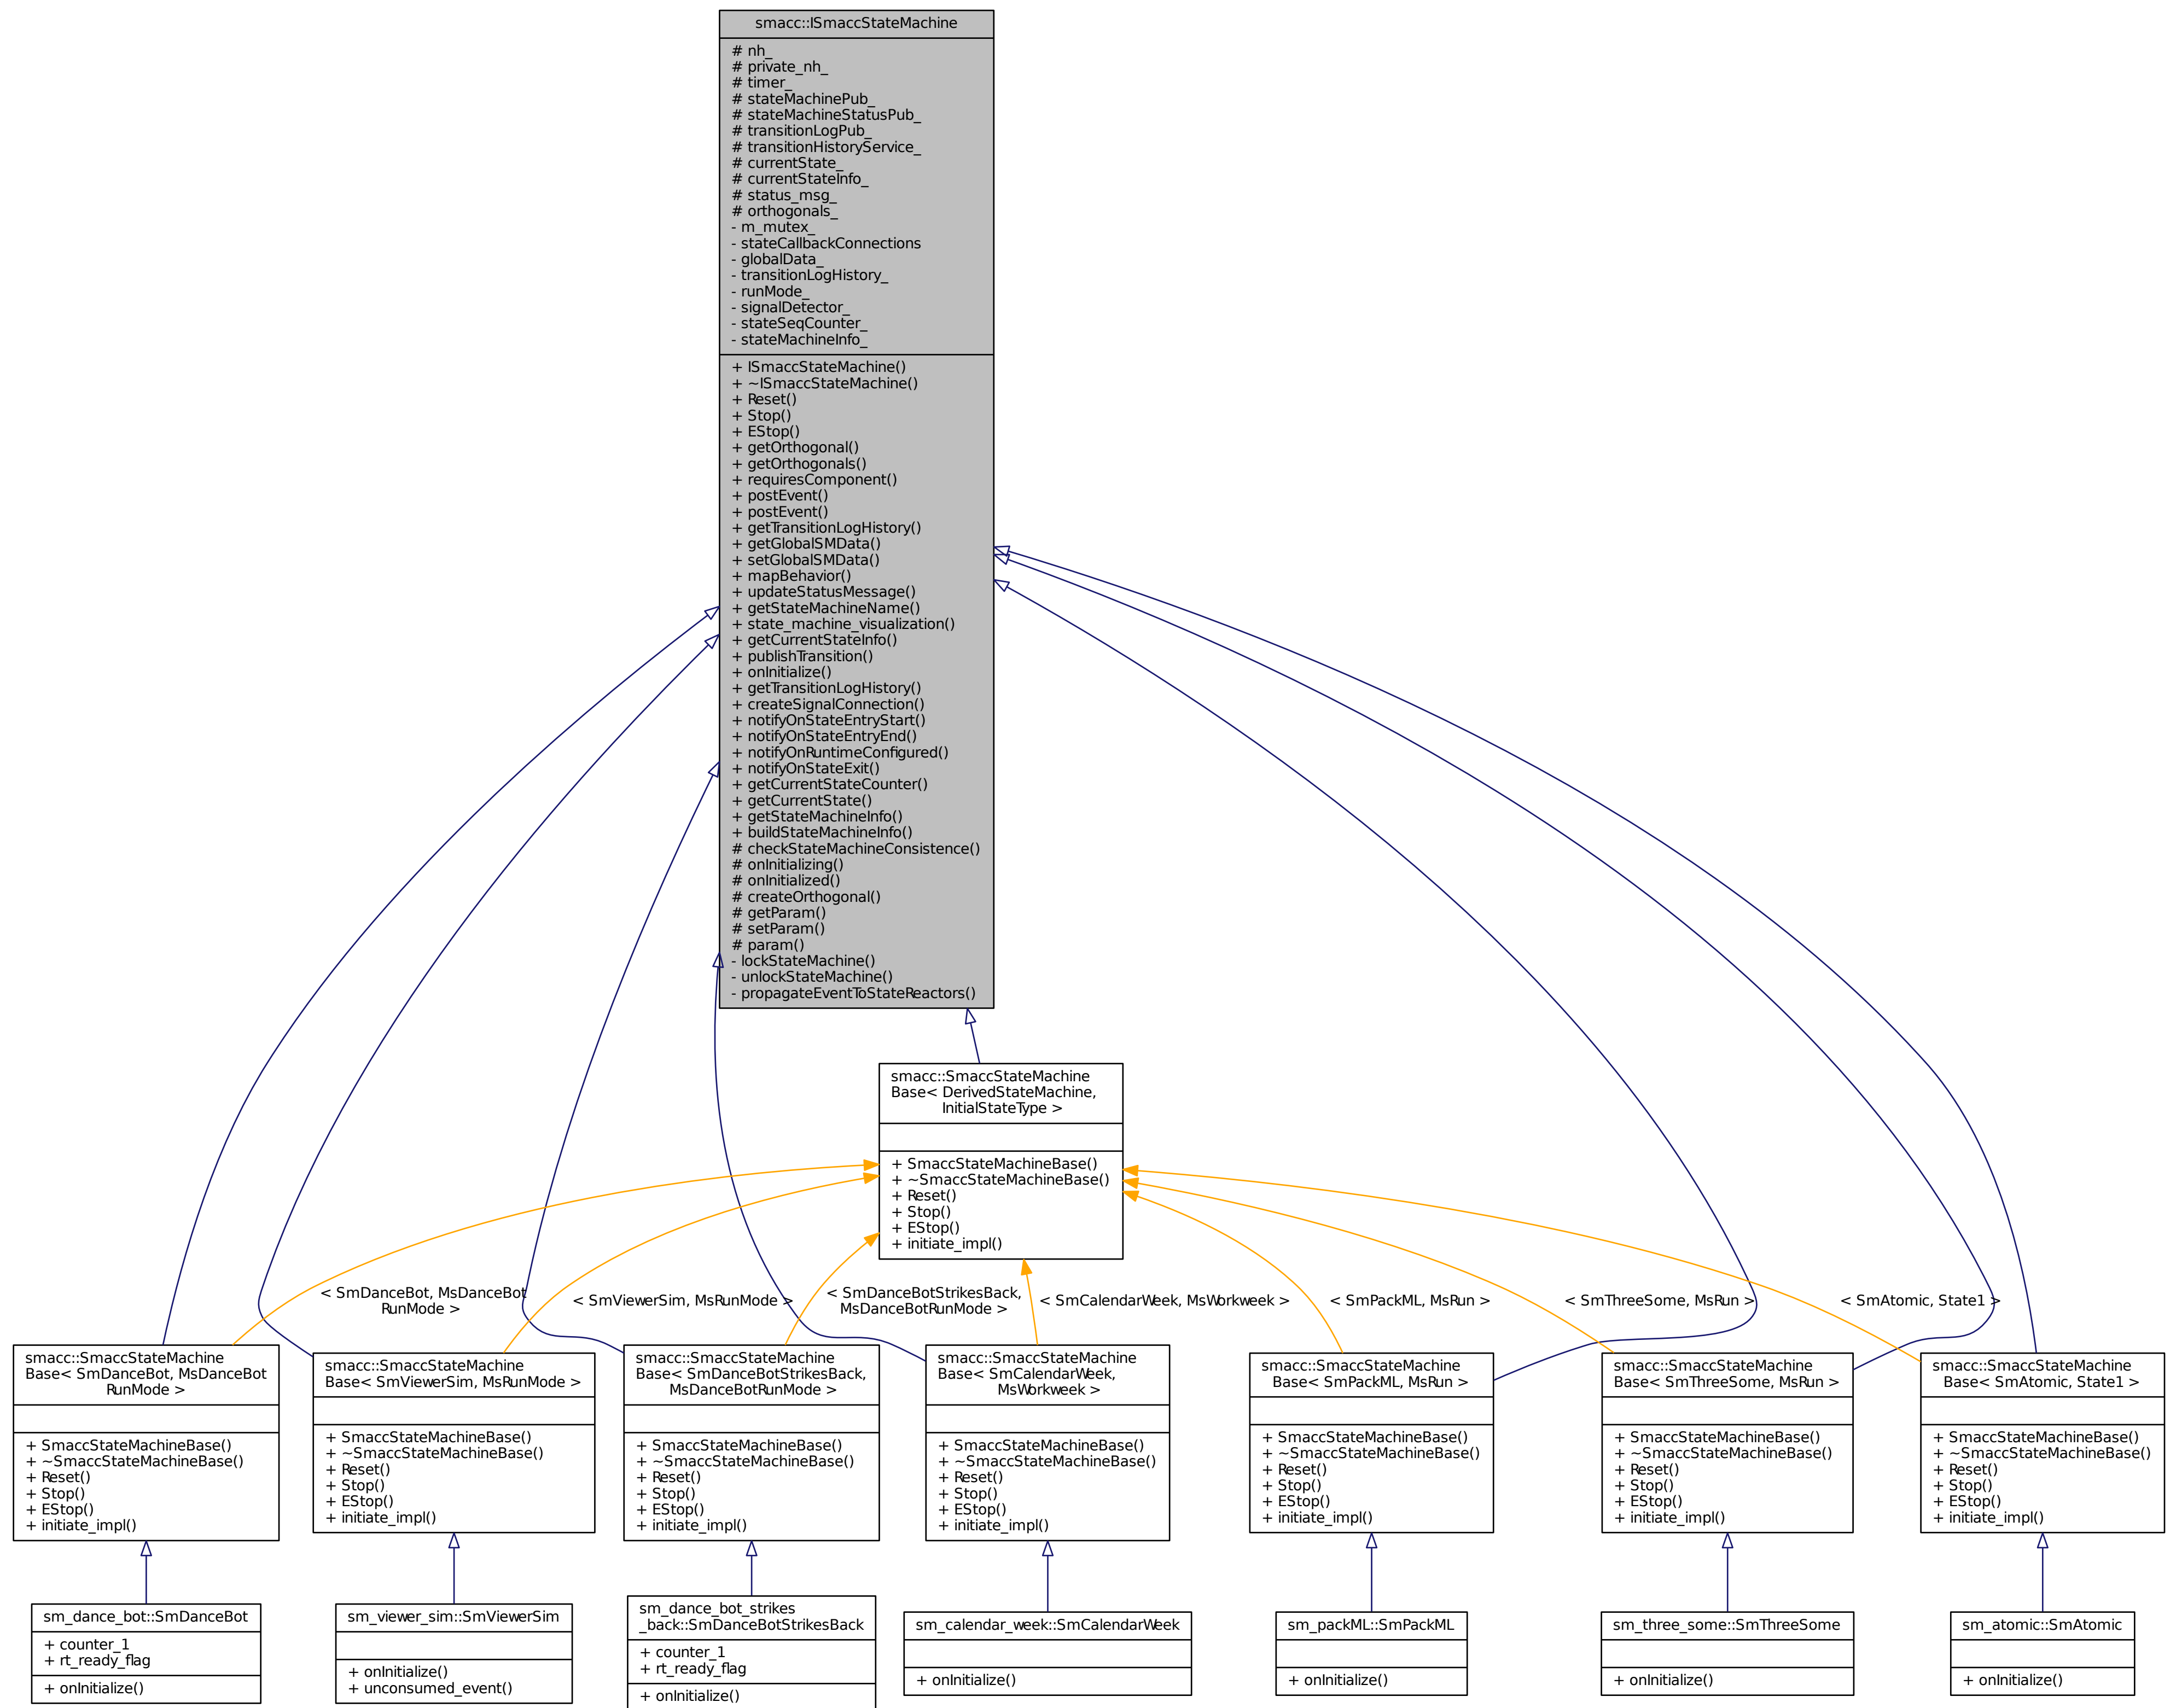 smacc::ISmaccStateMachine
# nh_
# private_nh_
# timer_
# stateMachinePub_
# stateMachineStatusPub_
# transitionLogPub_
# transitionHistoryService_
# currentState_
# currentStateInfo_
# status_msg_
# orthogonals_
- m_mutex_
- stateCallbackConnections
- globalData_
- transitionLogHistory_
- runMode_
- signalDetector_
- stateSeqCounter_
- stateMachineInfo_
+ ISmaccStateMachine()
+ ~ISmaccStateMachine()
+ Reset()
+ Stop()
+ EStop()
+ getOrthogonal()
+ getOrthogonals()
+ requiresComponent()
+ postEvent()
+ postEvent()
+ getTransitionLogHistory()
+ getGlobalSMData()
+ setGlobalSMData()
+ mapBehavior()
+ updateStatusMessage()
+ getStateMachineName()
+ state_machine_visualization()
+ getCurrentStateInfo()
+ publishTransition()
+ onInitialize()
+ getTransitionLogHistory()
+ createSignalConnection()
+ notifyOnStateEntryStart()
+ notifyOnStateEntryEnd()
+ notifyOnRuntimeConfigured()
+ notifyOnStateExit()
+ getCurrentStateCounter()
+ getCurrentState()
+ getStateMachineInfo()
+ buildStateMachineInfo()
# checkStateMachineConsistence()
# onInitializing()
# onInitialized()
# createOrthogonal()
# getParam()
# setParam()
# param()
- lockStateMachine()
- unlockStateMachine()
- propagateEventToStateReactors()
smacc::SmaccStateMachine
Base< DerivedStateMachine,
InitialStateType >
+ SmaccStateMachineBase()
+ ~SmaccStateMachineBase()
+ Reset()
+ Stop()
+ EStop()
+ initiate_impl()
< SmDanceBot, MsDanceBot
RunMode >
< SmViewerSim, MsRunMode >
< SmDanceBotStrikesBack,
MsDanceBotRunMode >
< SmCalendarWeek, MsWorkweek >
< SmPackML, MsRun >
< SmThreeSome, MsRun >
< SmAtomic, State1 >
smacc::SmaccStateMachine
Base< SmDanceBot, MsDanceBot
RunMode >
+ SmaccStateMachineBase()
+ ~SmaccStateMachineBase()
+ Reset()
+ Stop()
+ EStop()
+ initiate_impl()
smacc::SmaccStateMachine
Base< SmViewerSim, MsRunMode >
+ SmaccStateMachineBase()
+ ~SmaccStateMachineBase()
+ Reset()
+ Stop()
+ EStop()
+ initiate_impl()
smacc::SmaccStateMachine
Base< SmDanceBotStrikesBack,
MsDanceBotRunMode >
+ SmaccStateMachineBase()
+ ~SmaccStateMachineBase()
+ Reset()
+ Stop()
+ EStop()
+ initiate_impl()
smacc::SmaccStateMachine
Base< SmCalendarWeek,
MsWorkweek >
+ SmaccStateMachineBase()
+ ~SmaccStateMachineBase()
+ Reset()
+ Stop()
+ EStop()
+ initiate_impl()
smacc::SmaccStateMachine
Base< SmPackML, MsRun >
+ SmaccStateMachineBase()
+ ~SmaccStateMachineBase()
+ Reset()
+ Stop()
+ EStop()
+ initiate_impl()
smacc::SmaccStateMachine
Base< SmThreeSome, MsRun >
+ SmaccStateMachineBase()
+ ~SmaccStateMachineBase()
+ Reset()
+ Stop()
+ EStop()
+ initiate_impl()
smacc::SmaccStateMachine
Base< SmAtomic, State1 >
+ SmaccStateMachineBase()
+ ~SmaccStateMachineBase()
+ Reset()
+ Stop()
+ EStop()
+ initiate_impl()
sm_dance_bot::SmDanceBot
+ counter_1
+ rt_ready_flag
+ onInitialize()
sm_viewer_sim::SmViewerSim
+ onInitialize()
+ unconsumed_event()
sm_dance_bot_strikes
_back::SmDanceBotStrikesBack
+ counter_1
+ rt_ready_flag
+ onInitialize()
sm_calendar_week::SmCalendarWeek
+ onInitialize()
sm_packML::SmPackML
+ onInitialize()
sm_three_some::SmThreeSome
+ onInitialize()
sm_atomic::SmAtomic
+ onInitialize()